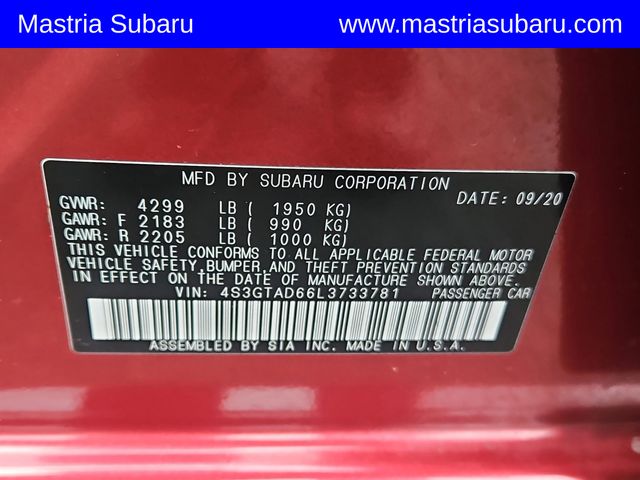 Mastria Subaru
www.mastriasubaru.com
MFD BY SUBARU CORPORATION
DATE: 09/20
GVWR: 4299 LB ( 1950 KG)
GAWR: F 2183 LB ( 990 KG)
GAWR: R 2205 LB ( 1000 KG)
THIS VEHICLE CONFORMS TO ALL APPLICABLE FEDERAL MOTOR
VEHICLE SAFETY, BUMPER, AND THEFT PREVENTION STANDARDS
IN EFFECT ON THE DATE OF MANUFACTURE SHOWN ABOVE.
VIN: 4S3GTAD66L3733781 PASSENGER CAR
ASSEMBLED BY SIA INC. MADE IN U.S.A.